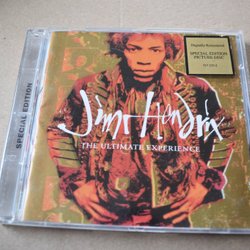 SPECIAL EDITION
Digitally Remastered
SPECIAL EDITION
PICTURE DISC
Jimi Hendrix
THE ULTIMATE EXPERIENCE